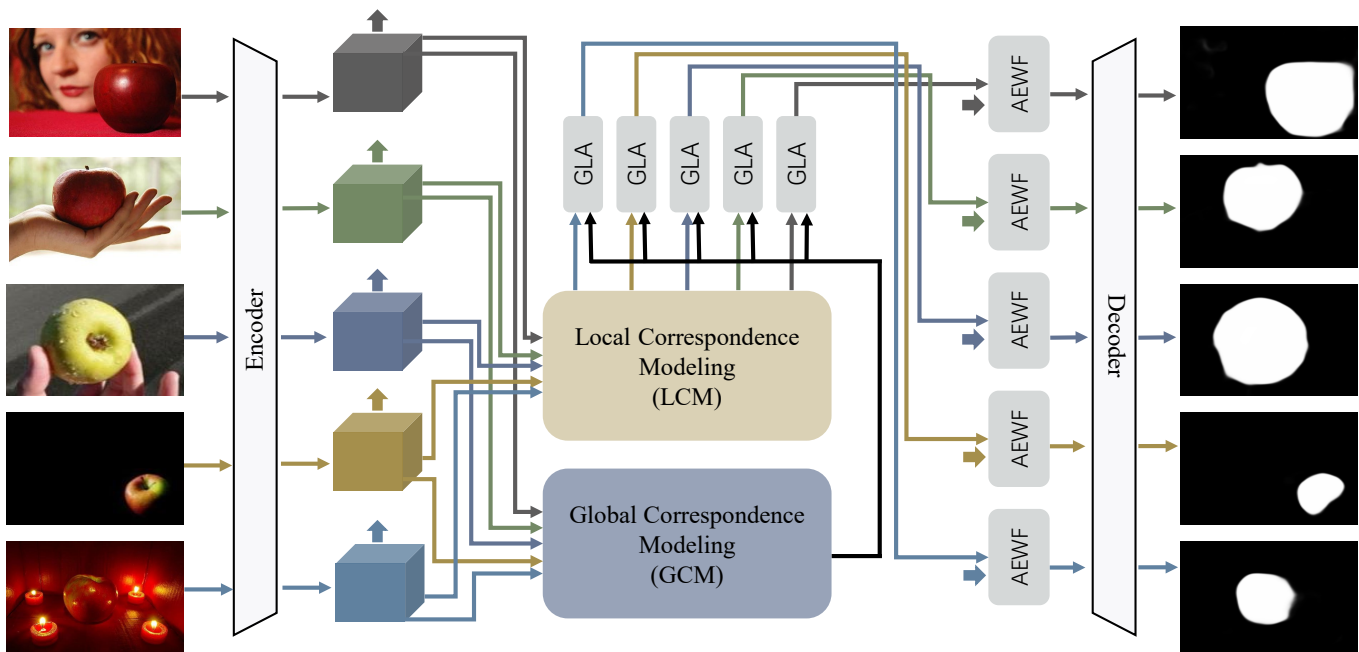 Encoder
GLA
GLA
GLA
GLA
GLA
Local Correspondence
Modeling
(LCM)
Global Correspondence
Modeling
(GCM)
AEWF
AEWF
AEWF
AEWF
AEWF
Decoder